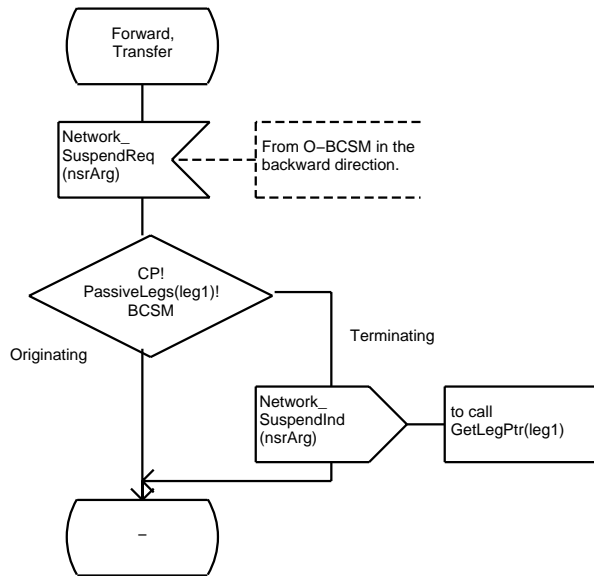 Forward,
Transfer
Network_
SuspendReq
(nsrArg)
From O−BCSM in the
backward direction.
CP!
PassiveLegs(leg1)!
BCSM
Originating
Terminating
Network_
SuspendInd
(nsrArg)
to call
GetLegPtr(leg1)
−